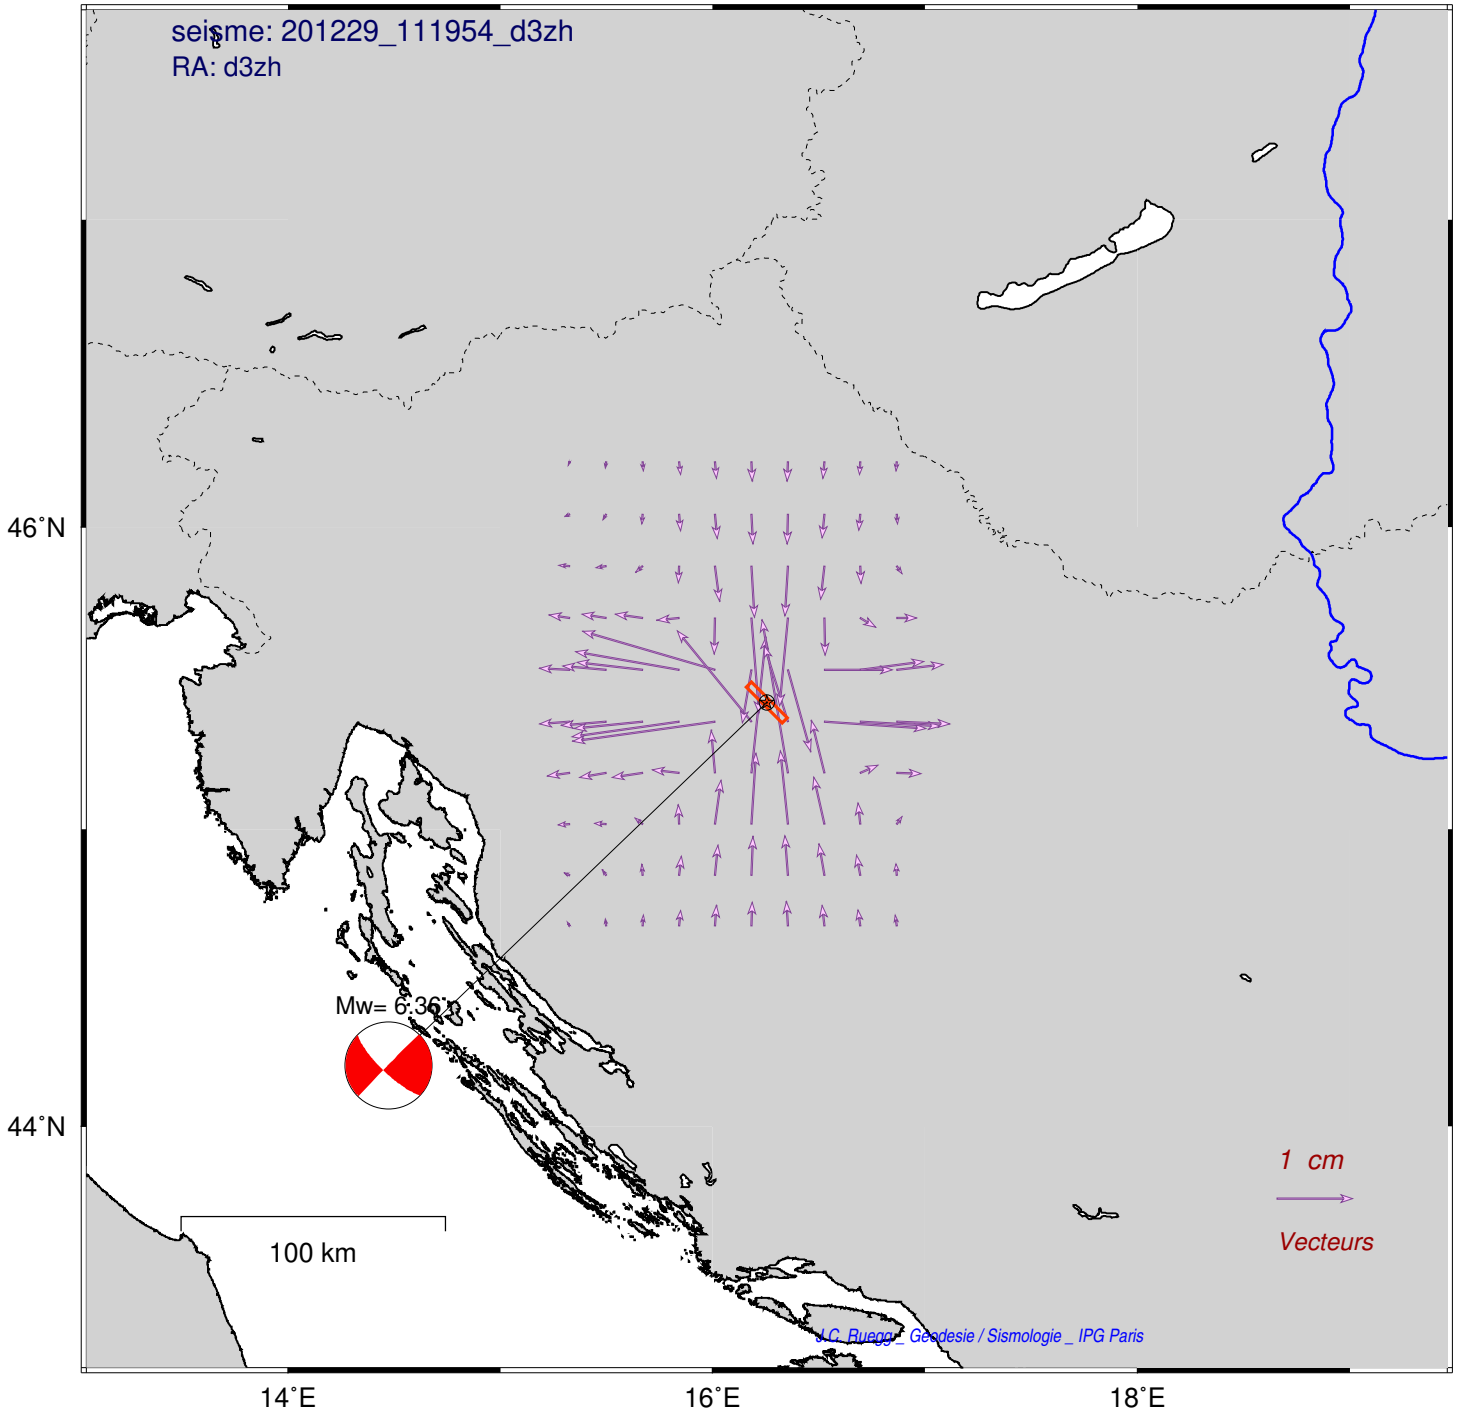 seisme: 201229_111954_d3zh
RA: d3zh
46°N
Mw= 6.36
44°N
1 cm
Vecteurs
100 km
J.C. Ruegg _ Geodesie / Sismologie _ IPG Paris
14°E
16°E
18°E